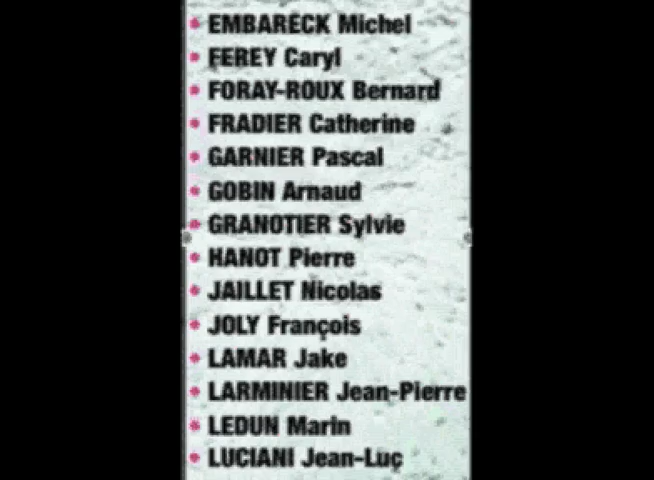 • EMBARECK Michel
• FEREY Caryl
• FORAY-ROUX Bernard
• FRADIER Catherine
• GARNIER Pascal
• GOBIN Arnaud
• GRANOTIER Sylvie
• HANOT Pierre
• JAILLET Nicolas
• JOLY François
• LAMAR Jake
• LARMINIER Jean-Pierre
• LEDUN Marin
• LUCIANI Jean-Luc